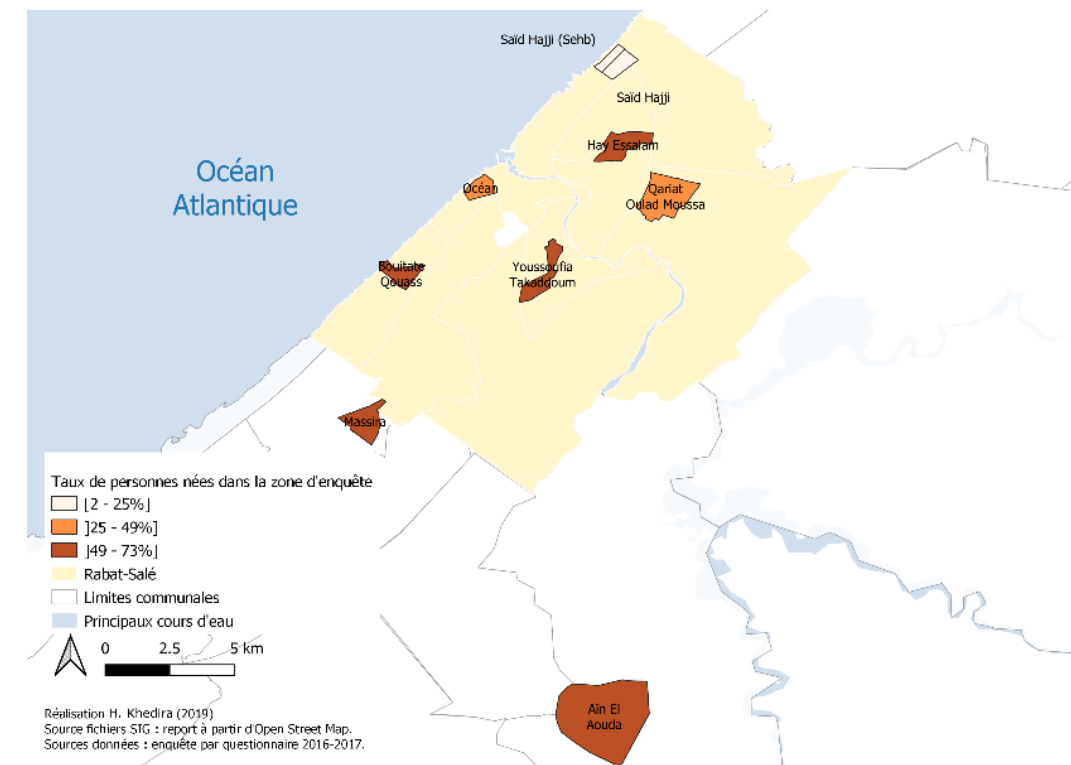 Saïd Hajji (Sehb)
Saïd Hajji
Hay Essalam
Océan
Atlantique
Océan
Qariat
Oulad Moussa
Bouitate
Qouass
Youssoufia
Takaddoum
Massira
Taux de personnes nées dans la zone d'enquête
[2 - 25%]
]25 - 49%]
]49 - 73%]
Rabat-Salé
Limites communales
Principaux cours d'eau
0 2.5 5 km
Aïn El
Aouda
Réalisation H. Khedira (2019)
Source fichiers SIG : report à partir d'Open Street Map.
Sources données : enquête par questionnaire 2016-2017.